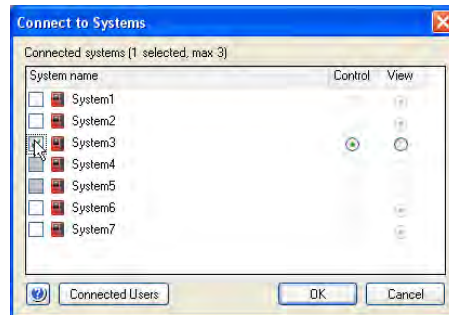 Connect to Systems
Connected systems (1 selected, max 3)
System name Control View
System1
System2
System3
System4
System5
System6
System7
? Connected Users OK Cancel